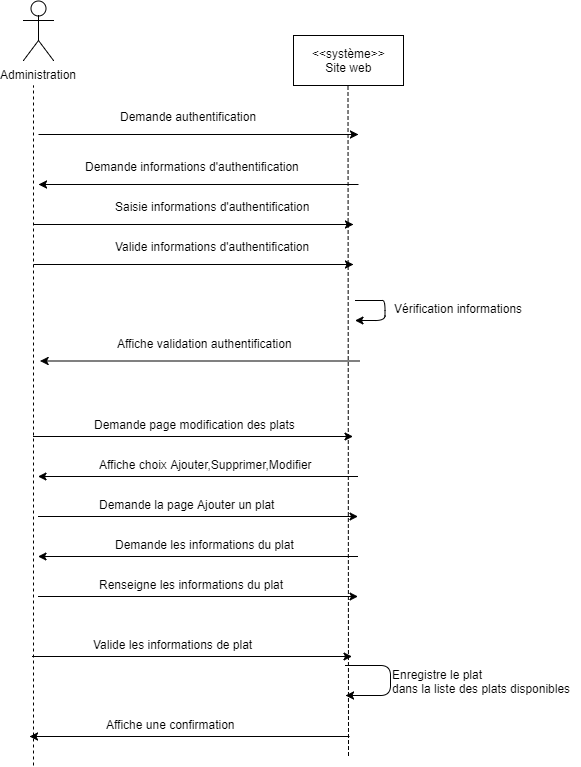 <<système>>
Site web
Administration
Demande authentification
Demande informations d'authentification
Saisie informations d'authentification
Valide informations d'authentification
Vérification informations
Affiche validation authentification
Demande page modification des plats
Affiche choix Ajouter,Supprimer,Modifier
Demande la page Ajouter un plat
Demande les informations du plat
Renseigne les informations du plat
Valide les informations de plat
Enregistre le plat
dans la liste des plats disponibles
Affiche une confirmation